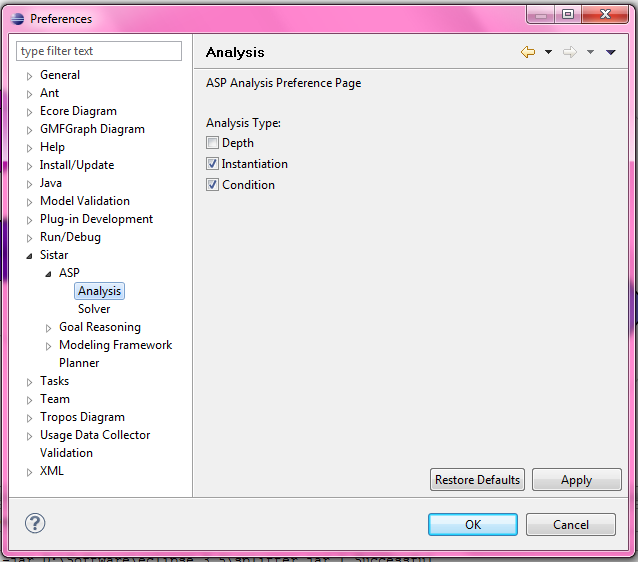 Preferences
type filter text
General
Ant
Ecore Diagram
GMFGraph Diagram
Help
Install/Update
Java
Model Validation
Plug-in Development
Run/Debug
Sistar
ASP
Analysis
Solver
Goal Reasoning
Modeling Framework
Planner
Tasks
Team
Tropos Diagram
Usage Data Collector
Validation
XML
Analysis
ASP Analysis Preference Page
Analysis Type:
Depth
Instantiation
Condition
Restore Defaults Apply
? OK Cancel